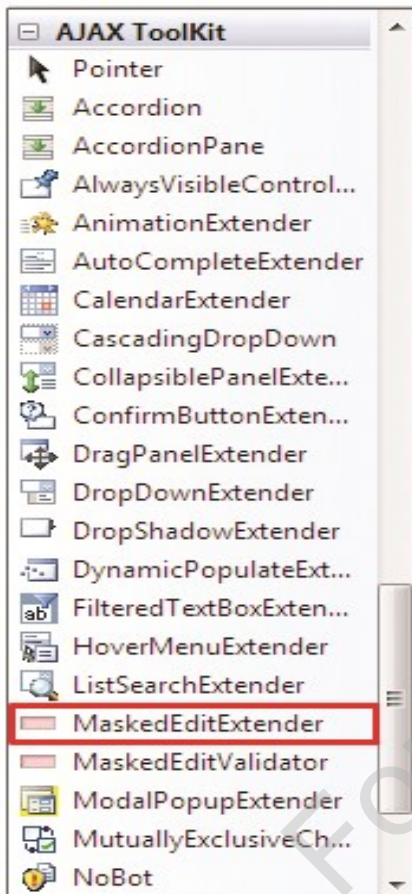 AJAX ToolKit
Pointer
Accordion
AccordionPane
AlwaysVisibleControl...
AnimationExtender
AutoCompleteExtender
CalendarExtender
CascadingDropDown
CollapsiblePanelExte...
ConfirmButtonExten...
DragPanelExtender
DropDownExtender
DropShadowExtender
DynamicPopulateExt...
FilteredTextBoxExten...
HoverMenuExtender
ListSearchExtender
MaskedEditExtender
MaskedEditValidator
ModalPopupExtender
MutuallyExclusiveCh...
NoBot